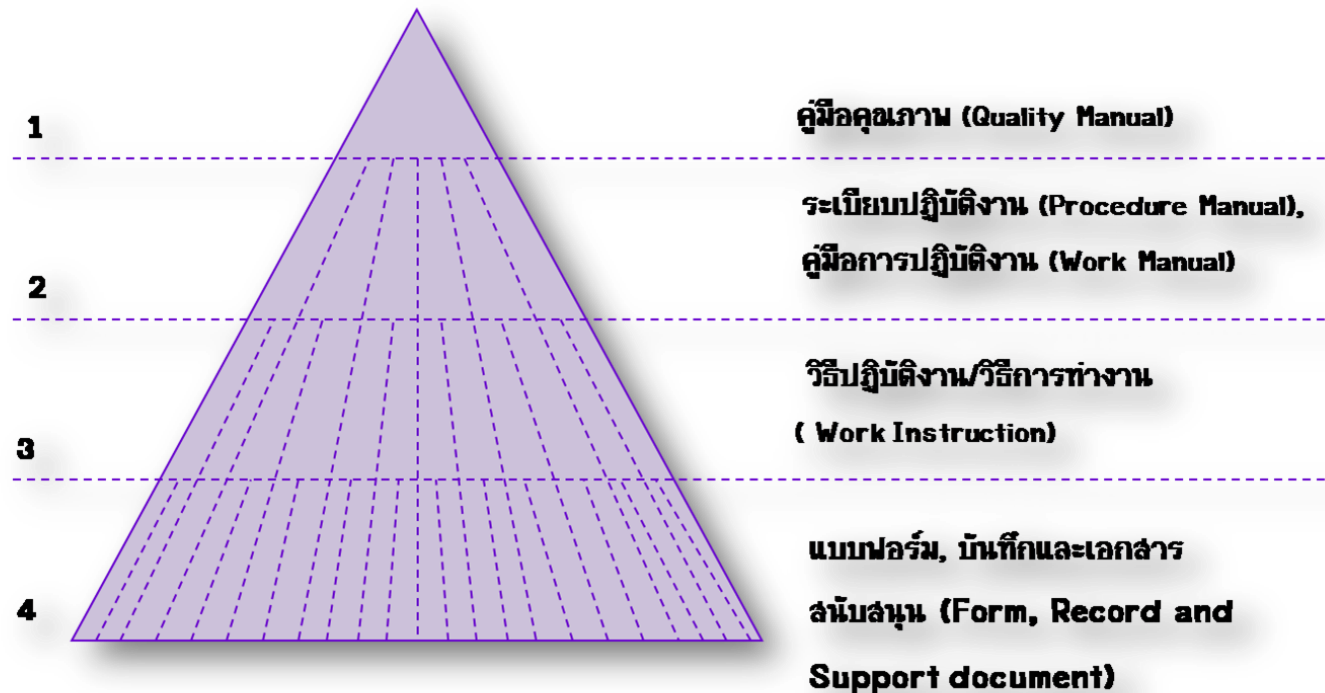 1
คู่มือคุณภาพ (Quality Manual)
ระเบียบปฏิบัติงาน (Procedure Manual),
2
คู่มือการปฏิบัติงาน (Work Manual)
วิธีปฏิบัติงาน/วิธีการทำงาน
3
( Work Instruction)
แบบฟอร์ม, บันทึกและเอกสาร
4
สนับสนุน (Form, Record and
Support document)